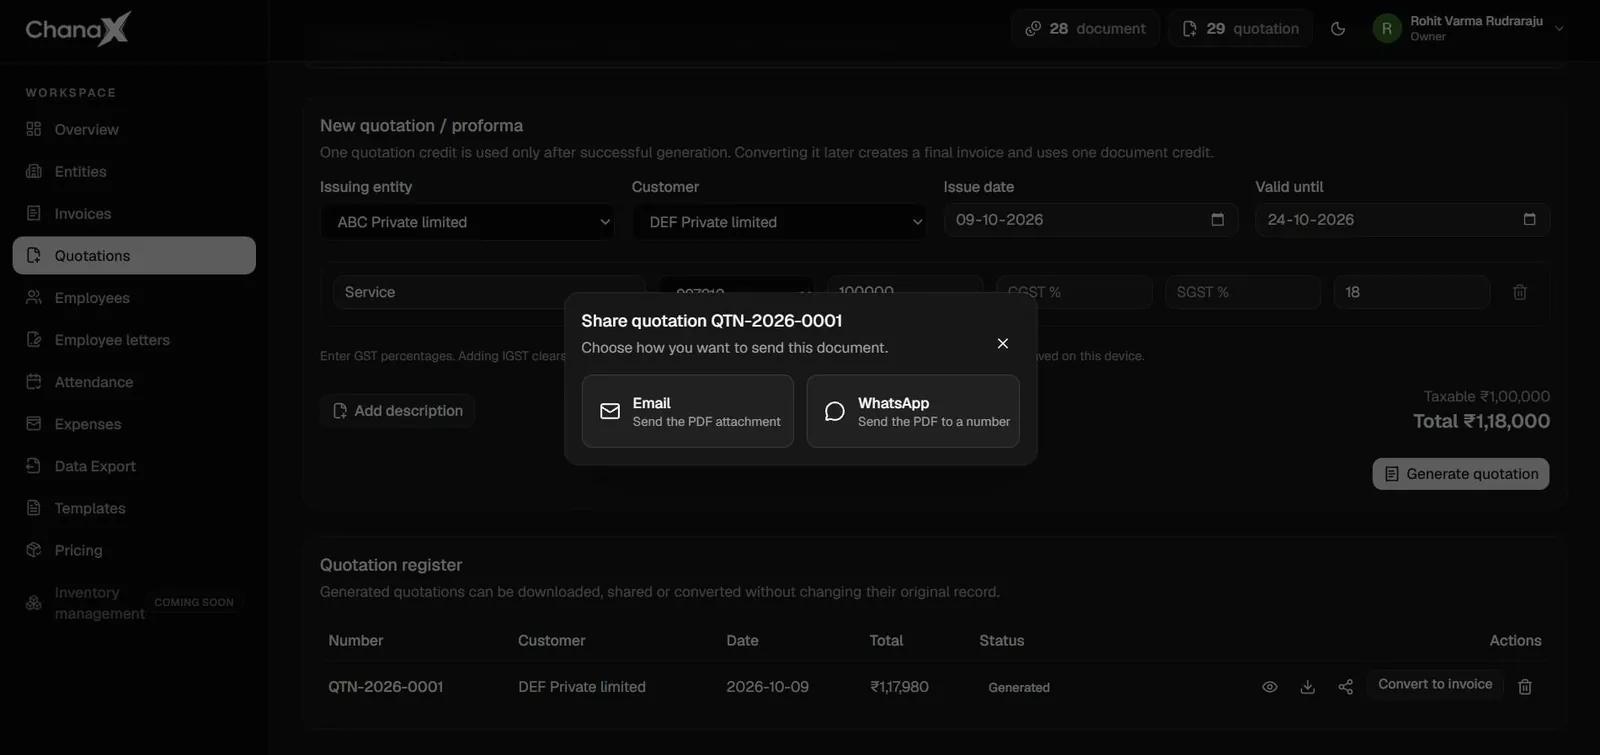 ChanaX
28 document
29 quotation
R
Rohit Varma Rudraraju
Owner
WORKSPACE
Overview
Entities
Invoices
Quotations
Employees
Employee letters
Attendance
Expenses
Data Export
Templates
Pricing
Inventory management
COMING SOON
New quotation / proforma
One quotation credit is used only after successful generation. Converting it later creates a final invoice and uses one document credit.
Issuing entity
Customer
Issue date
Valid until
ABC Private limited
DEF Private limited
09-10-2026
24-10-2026
Service
100000
CGST %
SGST %
18
Enter GST percentages. Adding IGST clears
on this device.
Add description
Taxable ₹1,00,000
Total ₹1,18,000
Generate quotation
Share quotation QTN-2026-0001
Choose how you want to send this document.
Email
Send the PDF attachment
WhatsApp
Send the PDF to a number
Quotation register
Generated quotations can be downloaded, shared or converted without changing their original record.
Number Customer Date Total Status Actions
QTN-2026-0001 DEF Private limited 2026-10-09 ₹1,17,980 Generated Convert to invoice